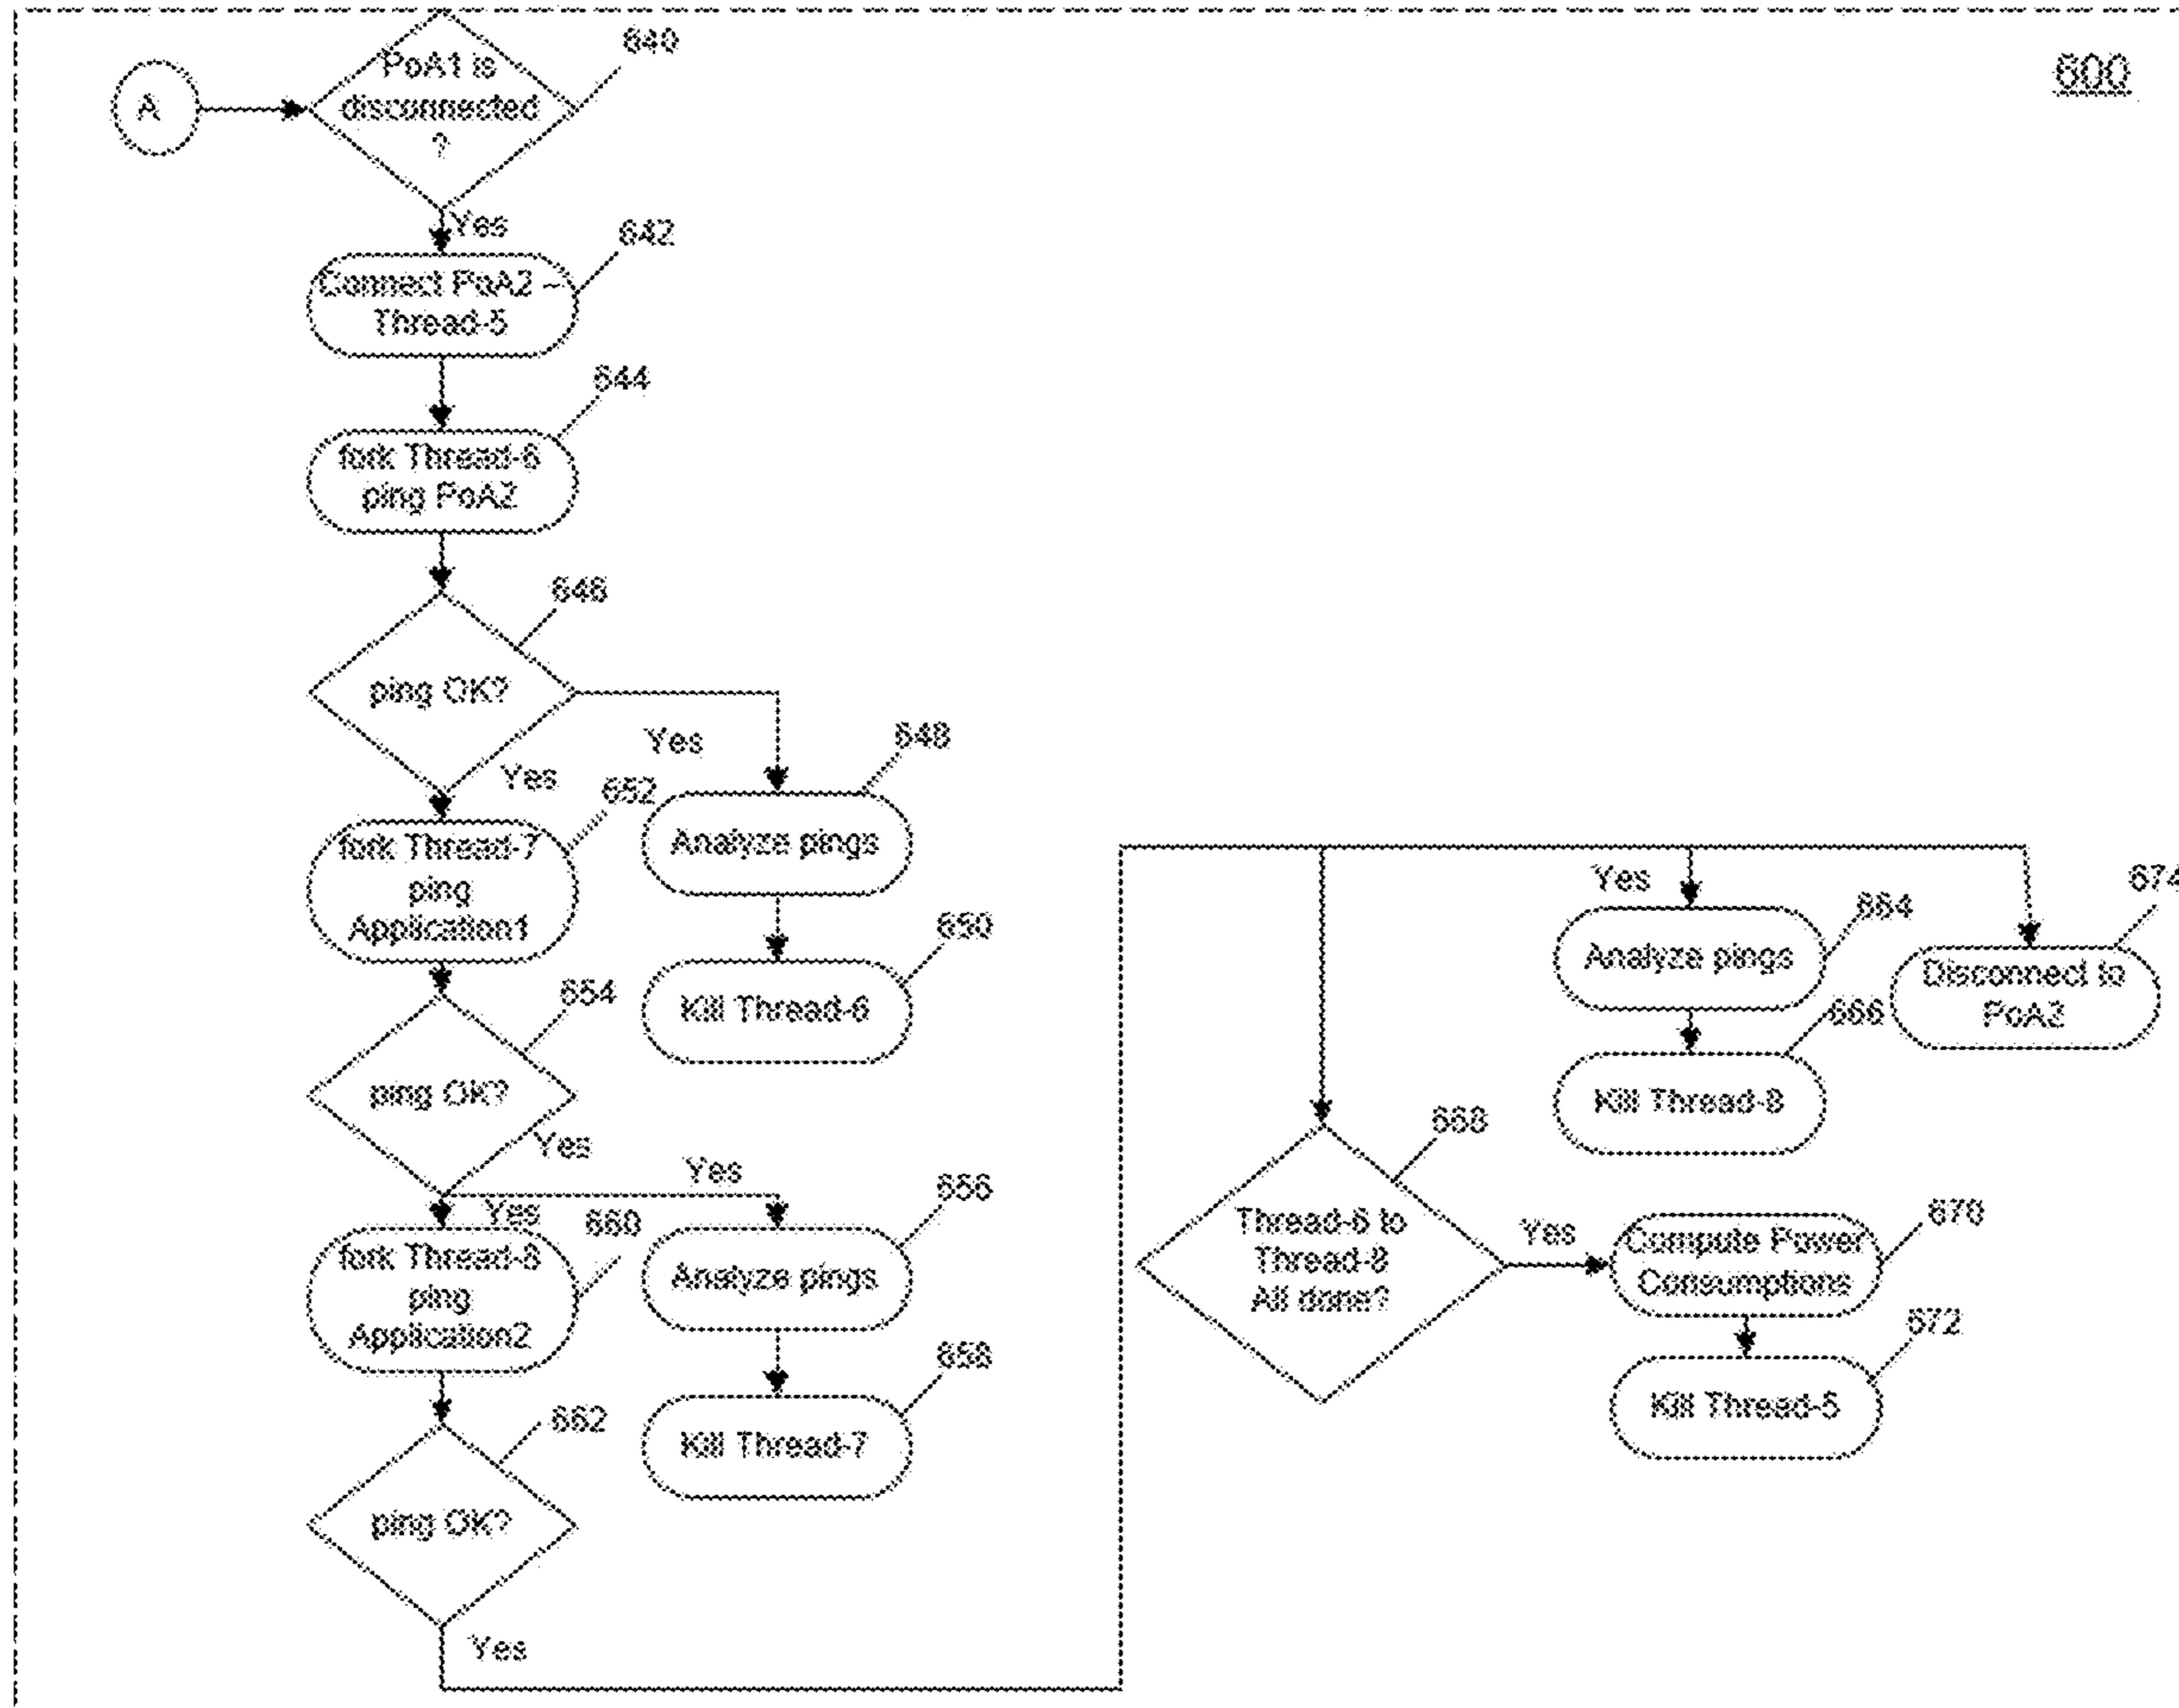 600
A
PoA1 is
disconnected
?
640
Yes
642
Connect PoA2 –
Thread-5
644
fork Thread-6
ping PoA2
646
ping OK?
Yes
648
Yes
652
Analyze pings
fork Thread-7
ping
Application1
650
Kill Thread-6
654
ping OK?
Yes
Yes
656
Yes
660
Analyze pings
fork Thread-8
ping
Application2
658
Kill Thread-7
662
ping OK?
Yes
Yes
664
674
Analyze pings
Disconnect to
PoA2
666
Kill Thread-8
668
Thread-6 to
Thread-8
All done?
Yes
670
Compute Power
Consumptions
672
Kill Thread-5